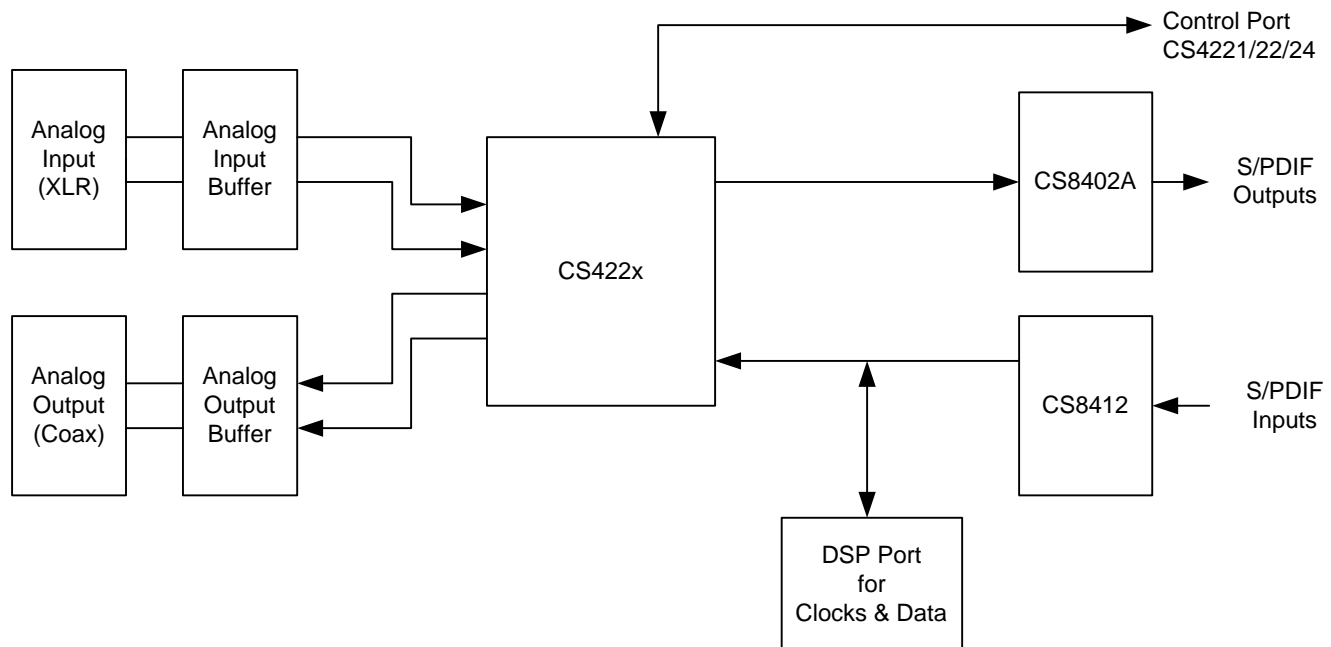 Control Port
CS4221/22/24
Analog
Input
(XLR)
Analog
Input
Buffer
CS422x
CS8402A
S/PDIF
Outputs
Analog
Output
(Coax)
Analog
Output
Buffer
CS8412
S/PDIF
Inputs
DSP Port
for
Clocks & Data